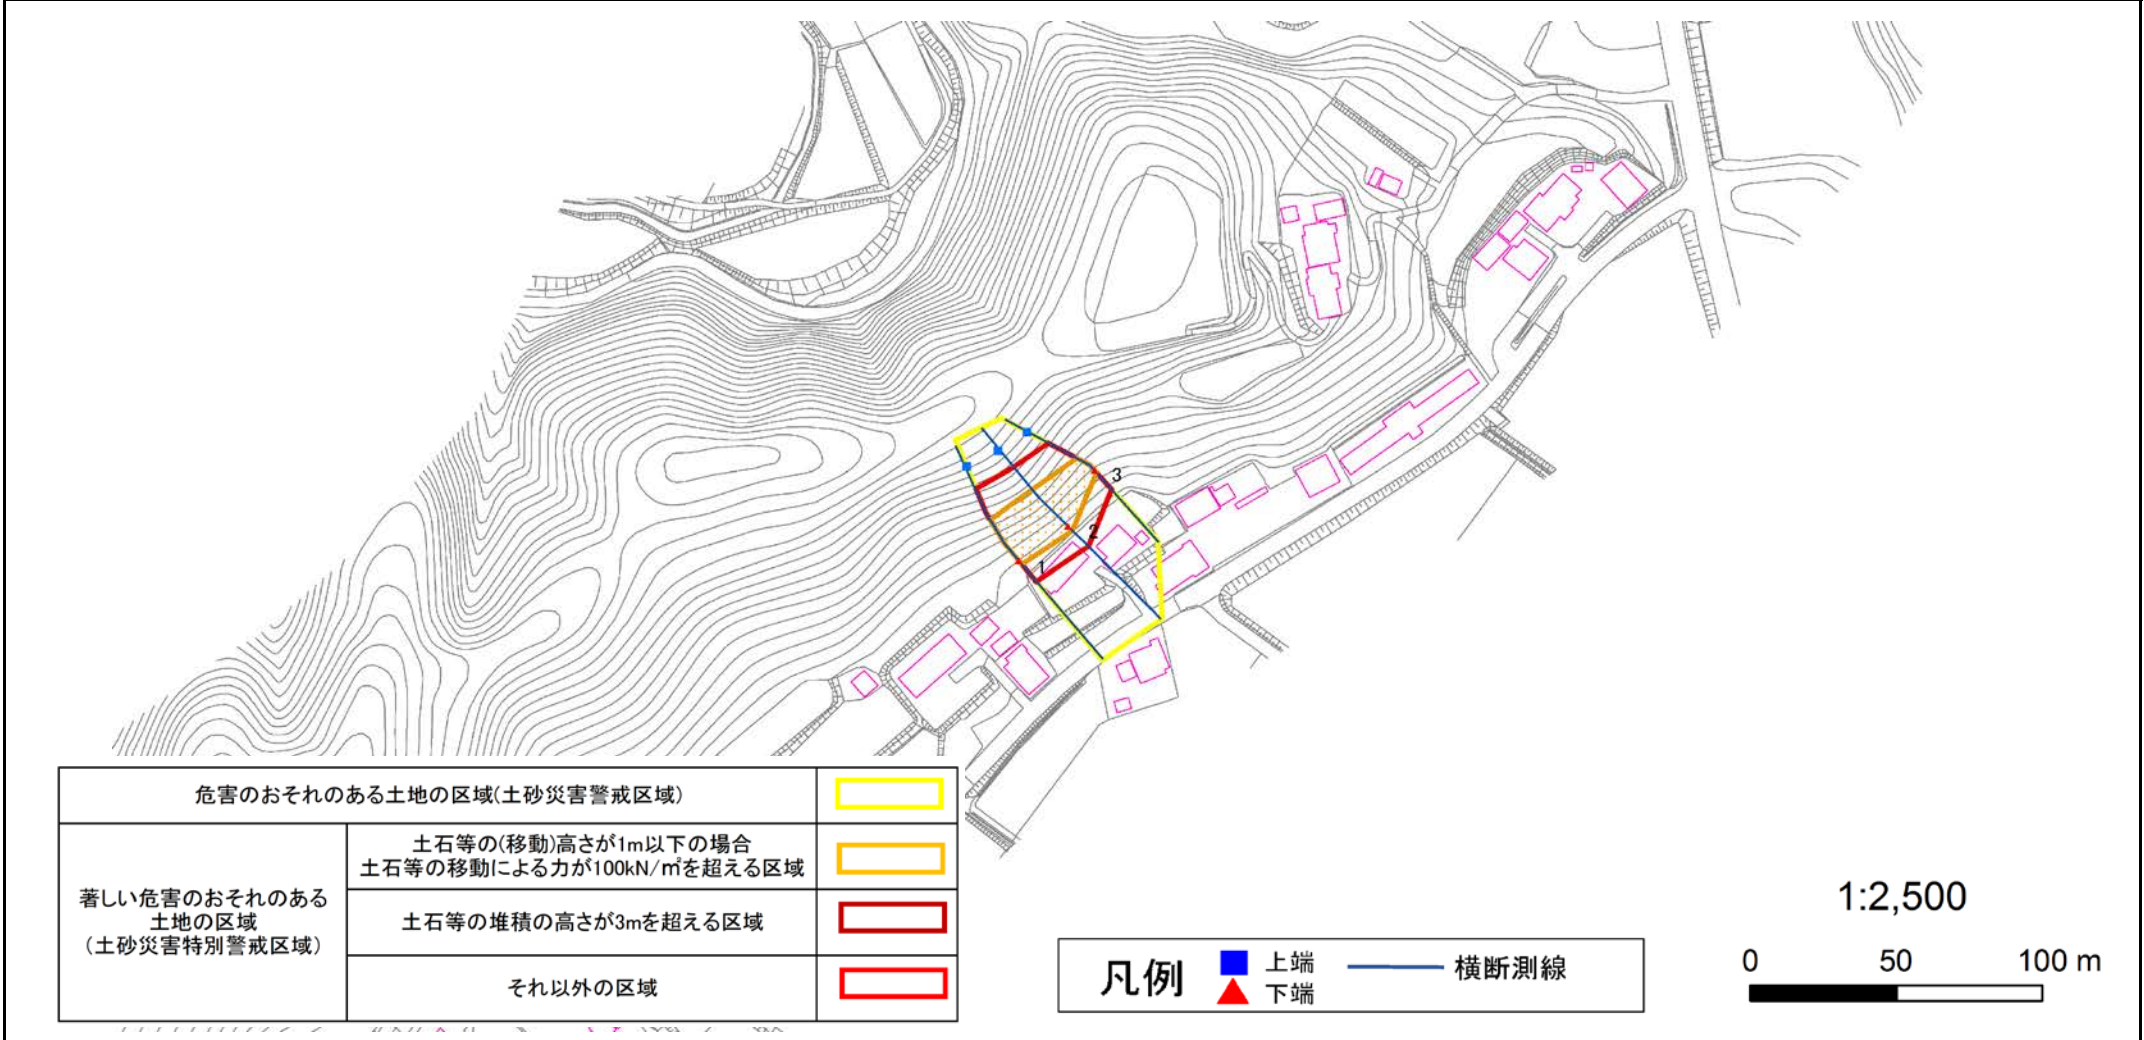 3
2
1
危害のおそれのある土地の区域(土砂災害警戒区域)
著しい危害のおそれのある
土地の区域
(土砂災害特別警戒区域)
土石等の(移動)高さが1m以下の場合
土石等の移動による力が100kN/㎡を超える区域
土石等の堆積の高さが3mを超える区域
それ以外の区域
凡例
上端
下端
横断測線
1:2,500
0 50 100 m